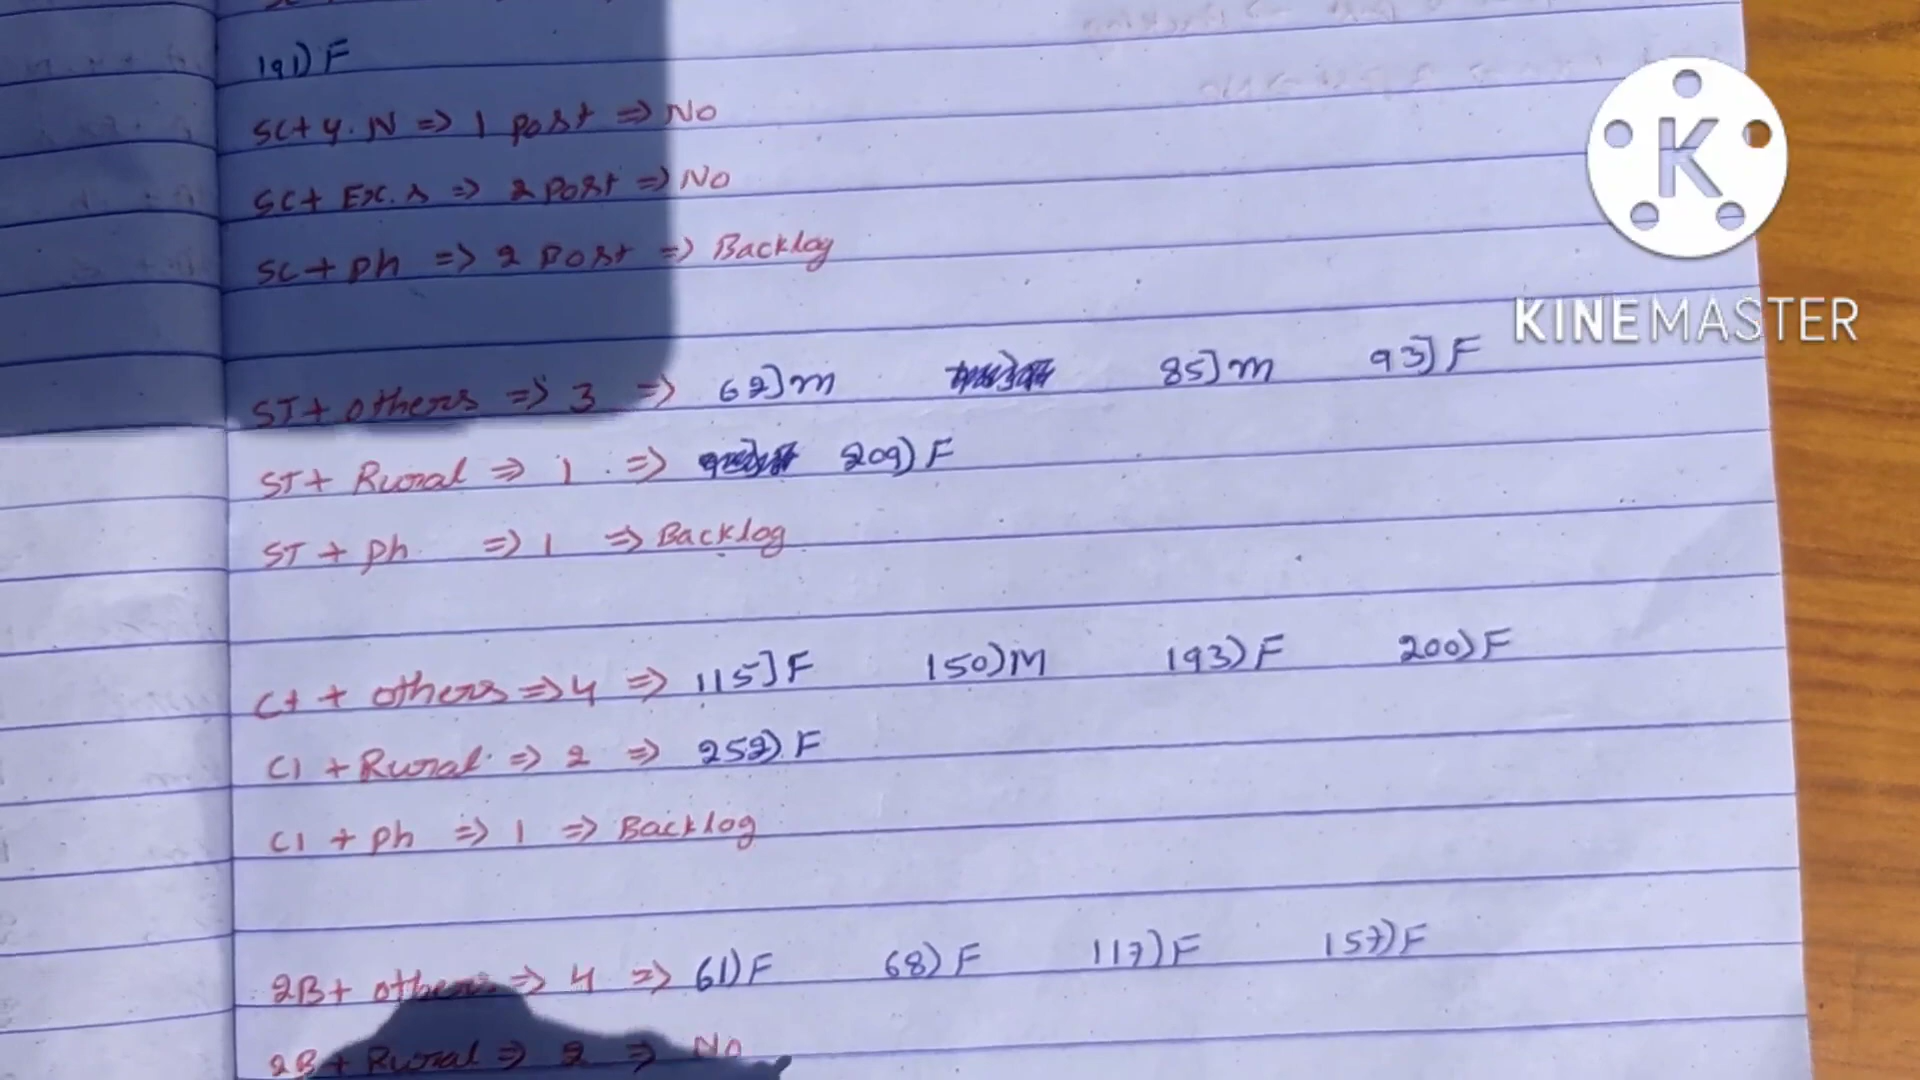 191) F
SC + Y. N => 1 Post => No
SC + EX. S => 2 Post => No
SC + Ph => 2 Post => Backlog
K
KINEMASTER
ST + others => 3 => 62] m 85] m 93] F
ST + Rural => 1 => 209) F
ST + Ph => 1 => Backlog
C1 + others => 4 => 115] F 150) M 193) F 200) F
C1 + Rural => 2 => 252) F
C1 + Ph => 1 => Backlog
2B + others => 4 => 61) F 68) F 117) F 157) F
2B + Rural => 2 => No